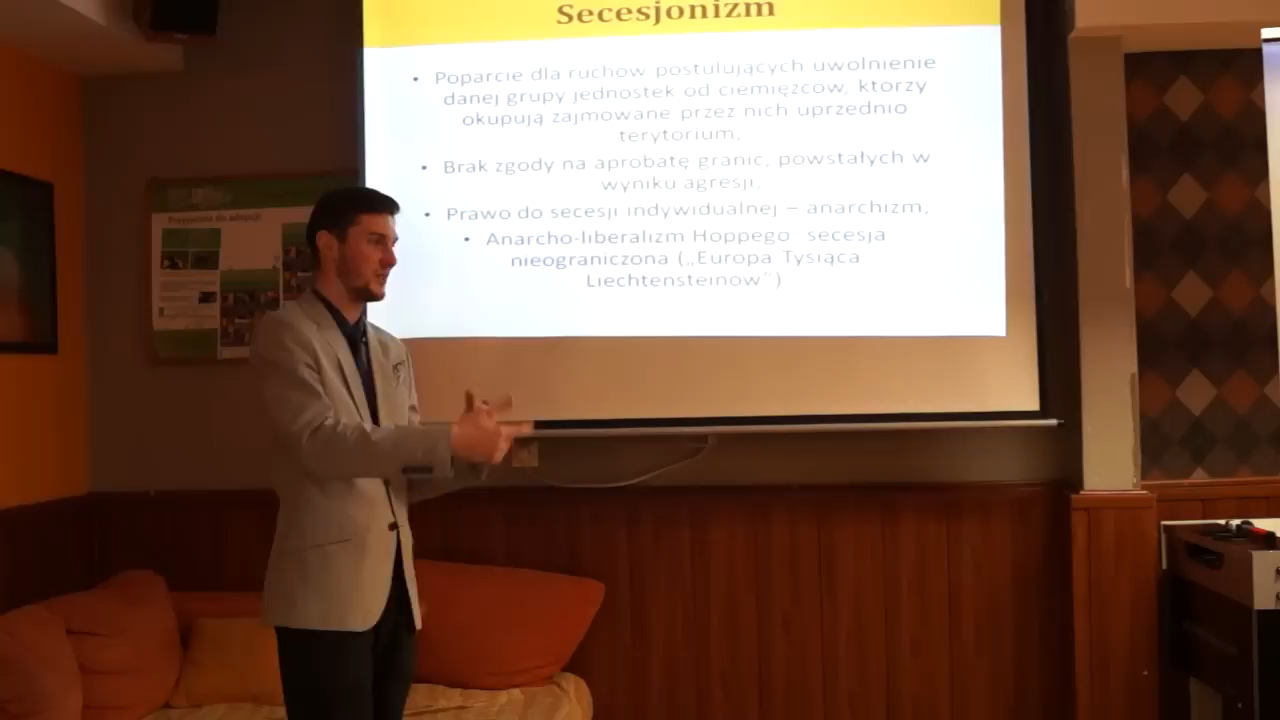 Secesjonizm
• Poparcie dla ruchów postulujących uwolnienie
danej grupy jednostek od ciemięzców, którzy
okupują zajmowane przez nich uprzednio
terytorium,
• Brak zgody na aprobatę granic, powstałych w
wyniku agresji,
• Prawo do secesji indywidualnej – anarchizm,
• Anarcho-liberalizm Hoppego secesja
nieograniczona („Europa Tysiąca
Liechtensteinów”)